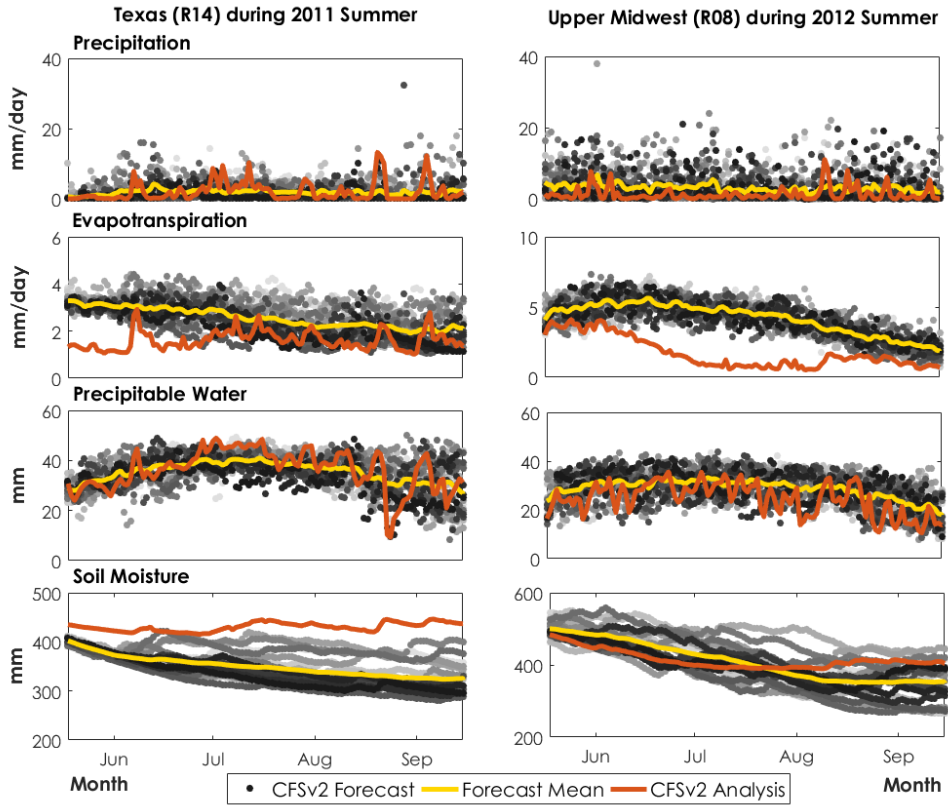 Texas (R14) during 2011 Summer
Upper Midwest (R08) during 2012 Summer
Precipitation
mm/day
40
20
0
40
20
0
Evapotranspiration
mm/day
6
4
2
0
10
5
0
Precipitable Water
mm
60
40
20
0
60
40
20
0
Soil Moisture
mm
500
400
300
200
600
400
200
Jun Jul Aug Sep
Jun Jul Aug Sep
Month
Month
CFSv2 Forecast Forecast Mean CFSv2 Analysis